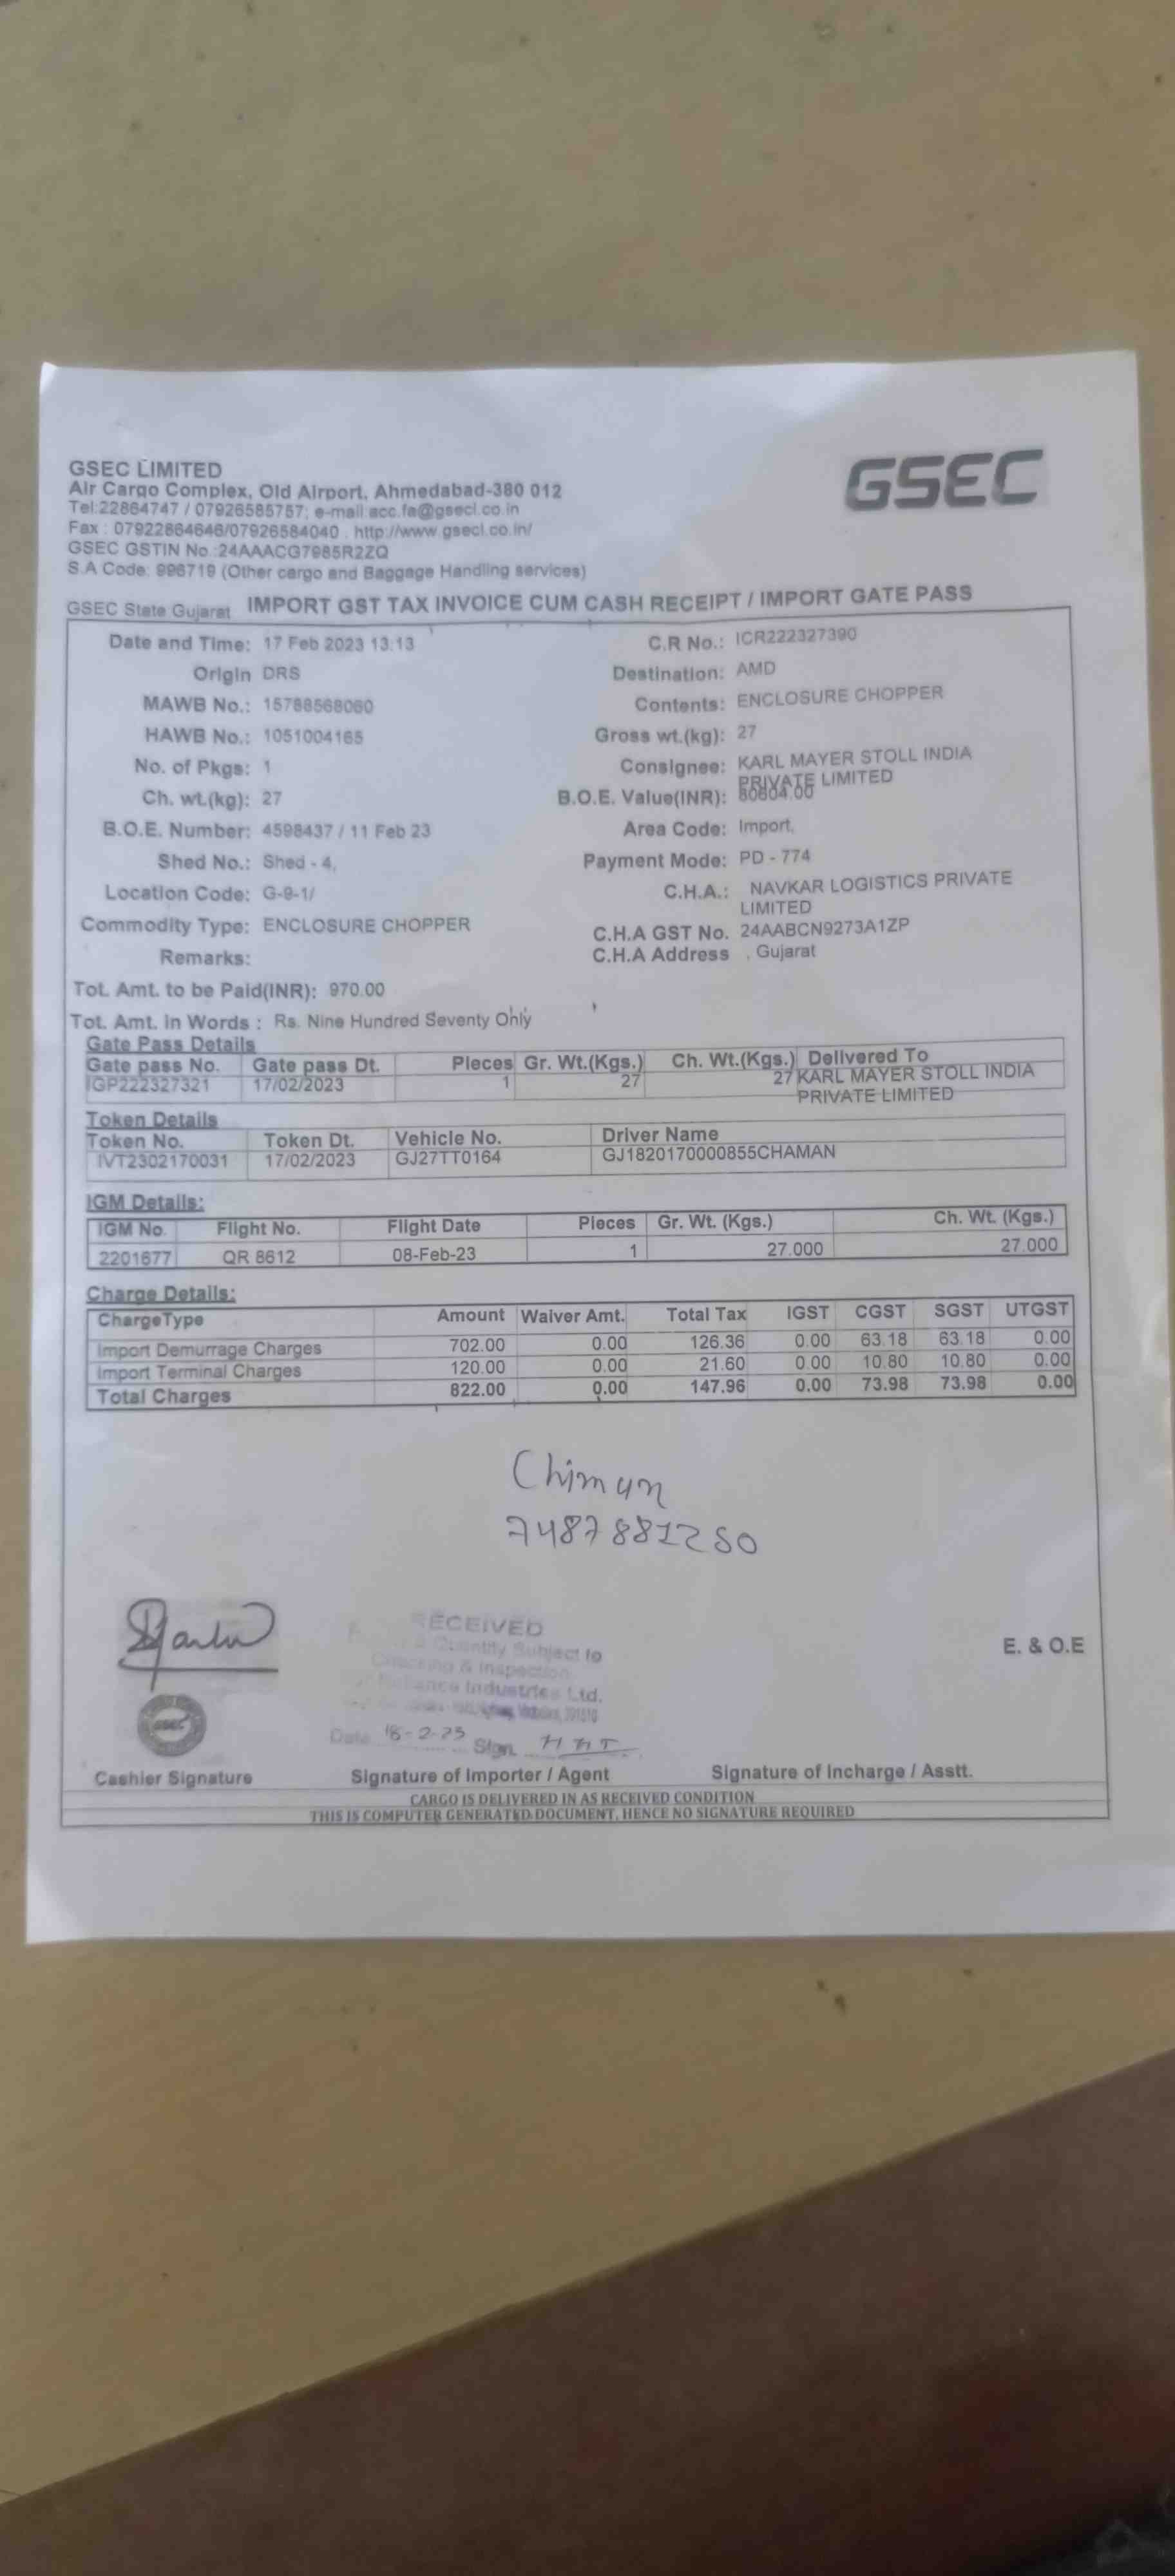 GSEC LIMITED
GSEC
Air Cargo Complex, Old Airport, Ahmedabad-380 012
Tel:22864747 / 07926585757; e-mail:acc.fa@gsecl.co.in
Fax : 07922864646/07926584040 . http://www.gsecl.co.in/
GSEC GSTIN No.:24AAACG7985R2ZQ
S.A Code: 996719 (Other cargo and Baggage Handling services)
GSEC State Gujarat IMPORT GST TAX INVOICE CUM CASH RECEIPT / IMPORT GATE PASS
Date and Time: 17 Feb 2023 13:13 C.R No.: ICR222327390
Origin DRS Destination: AMD
MAWB No.: 15788568060 Contents: ENCLOSURE CHOPPER
HAWB No.: 1051004165 Gross wt.(kg): 27
No. of Pkgs: 1 Consignee: KARL MAYER STOLL INDIA
PRIVATE LIMITED
Ch. wt.(kg): 27 B.O.E. Value(INR): 80604.00
B.O.E. Number: 4598437 / 11 Feb 23 Area Code: Import,
Shed No.: Shed - 4, Payment Mode: PD - 774
Location Code: G-9-1/ C.H.A.: NAVKAR LOGISTICS PRIVATE
LIMITED
Commodity Type: ENCLOSURE CHOPPER C.H.A GST No. 24AABCN9273A1ZP
Remarks: C.H.A Address , Gujarat
Tot. Amt. to be Paid(INR): 970.00
Tot. Amt. In Words : Rs. Nine Hundred Seventy Only
Gate Pass Details
Gate pass No. Gate pass Dt. Pieces Gr. Wt.(Kgs.) Ch. Wt.(Kgs.) Delivered To
IGP222327321 17/02/2023 1 27 27 KARL MAYER STOLL INDIA
PRIVATE LIMITED
Token Details
Token No. Token Dt. Vehicle No. Driver Name
IVT2302170031 17/02/2023 GJ27TT0164 GJ1820170000855CHAMAN
IGM Details:
IGM No. Flight No. Flight Date Pieces Gr. Wt. (Kgs.) Ch. Wt. (Kgs.)
2201677 QR 8612 08-Feb-23 1 27.000 27.000
Charge Details:
ChargeType Amount Waiver Amt. Total Tax IGST CGST SGST UTGST
Import Demurrage Charges 702.00 0.00 126.36 0.00 63.18 63.18 0.00
Import Terminal Charges 120.00 0.00 21.60 0.00 10.80 10.80 0.00
Total Charges 822.00 0.00 147.96 0.00 73.98 73.98 0.00
Chimun
7487881280
RECEIVED
Quantity Subject to
& Inspection
Industries Ltd.
Date 18-2-23 Sign.
GSEC
E. & O.E
Cashier Signature Signature of Importer / Agent Signature of Incharge / Asstt.
CARGO IS DELIVERED IN AS RECEIVED CONDITION
THIS IS COMPUTER GENERATED DOCUMENT, HENCE NO SIGNATURE REQUIRED